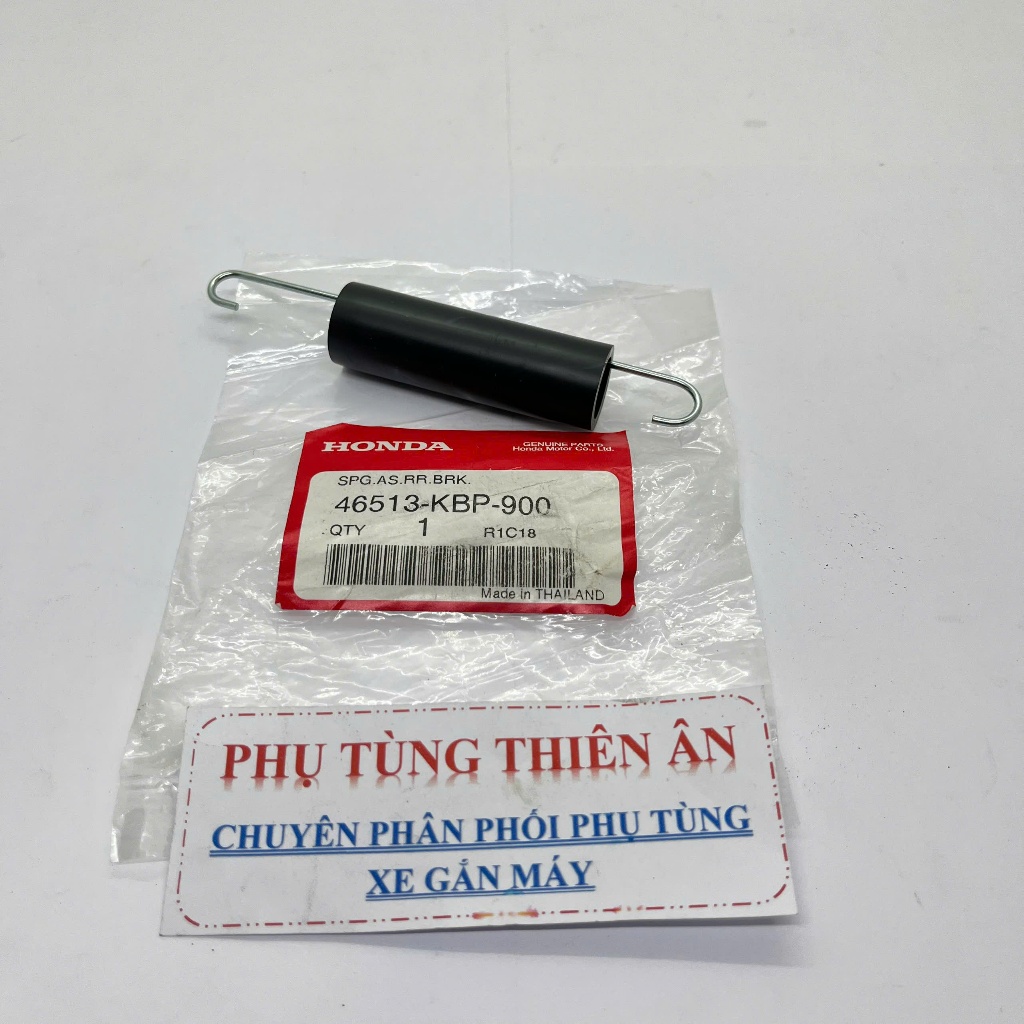 HONDA
GENUINE PARTS
Honda Motor Co., Ltd.
SPG.AS.RR.BRK.
46513-KBP-900
QTY 1 R1C18
Made in THAILAND
PHỤ TÙNG THIÊN ÂN
CHUYÊN PHÂN PHỐI PHỤ TÙNG
XE GẮN MÁY